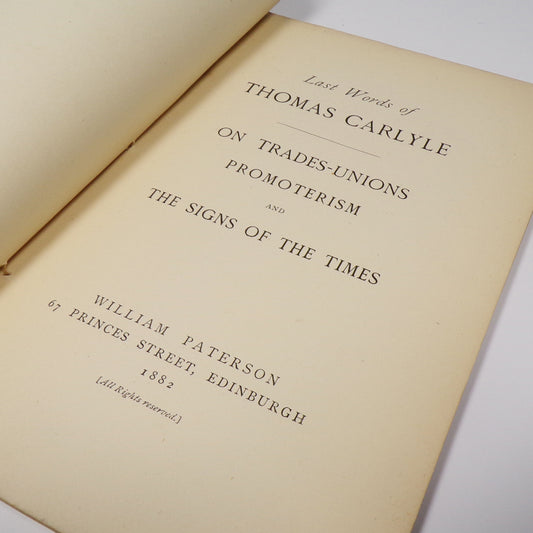 Last Words of
THOMAS CARLYLE
ON TRADES-UNIONS
PROMOTERISM
AND
THE SIGNS OF THE TIMES
WILLIAM PATERSON
67 PRINCES STREET, EDINBURGH
1882
[All Rights reserved.]